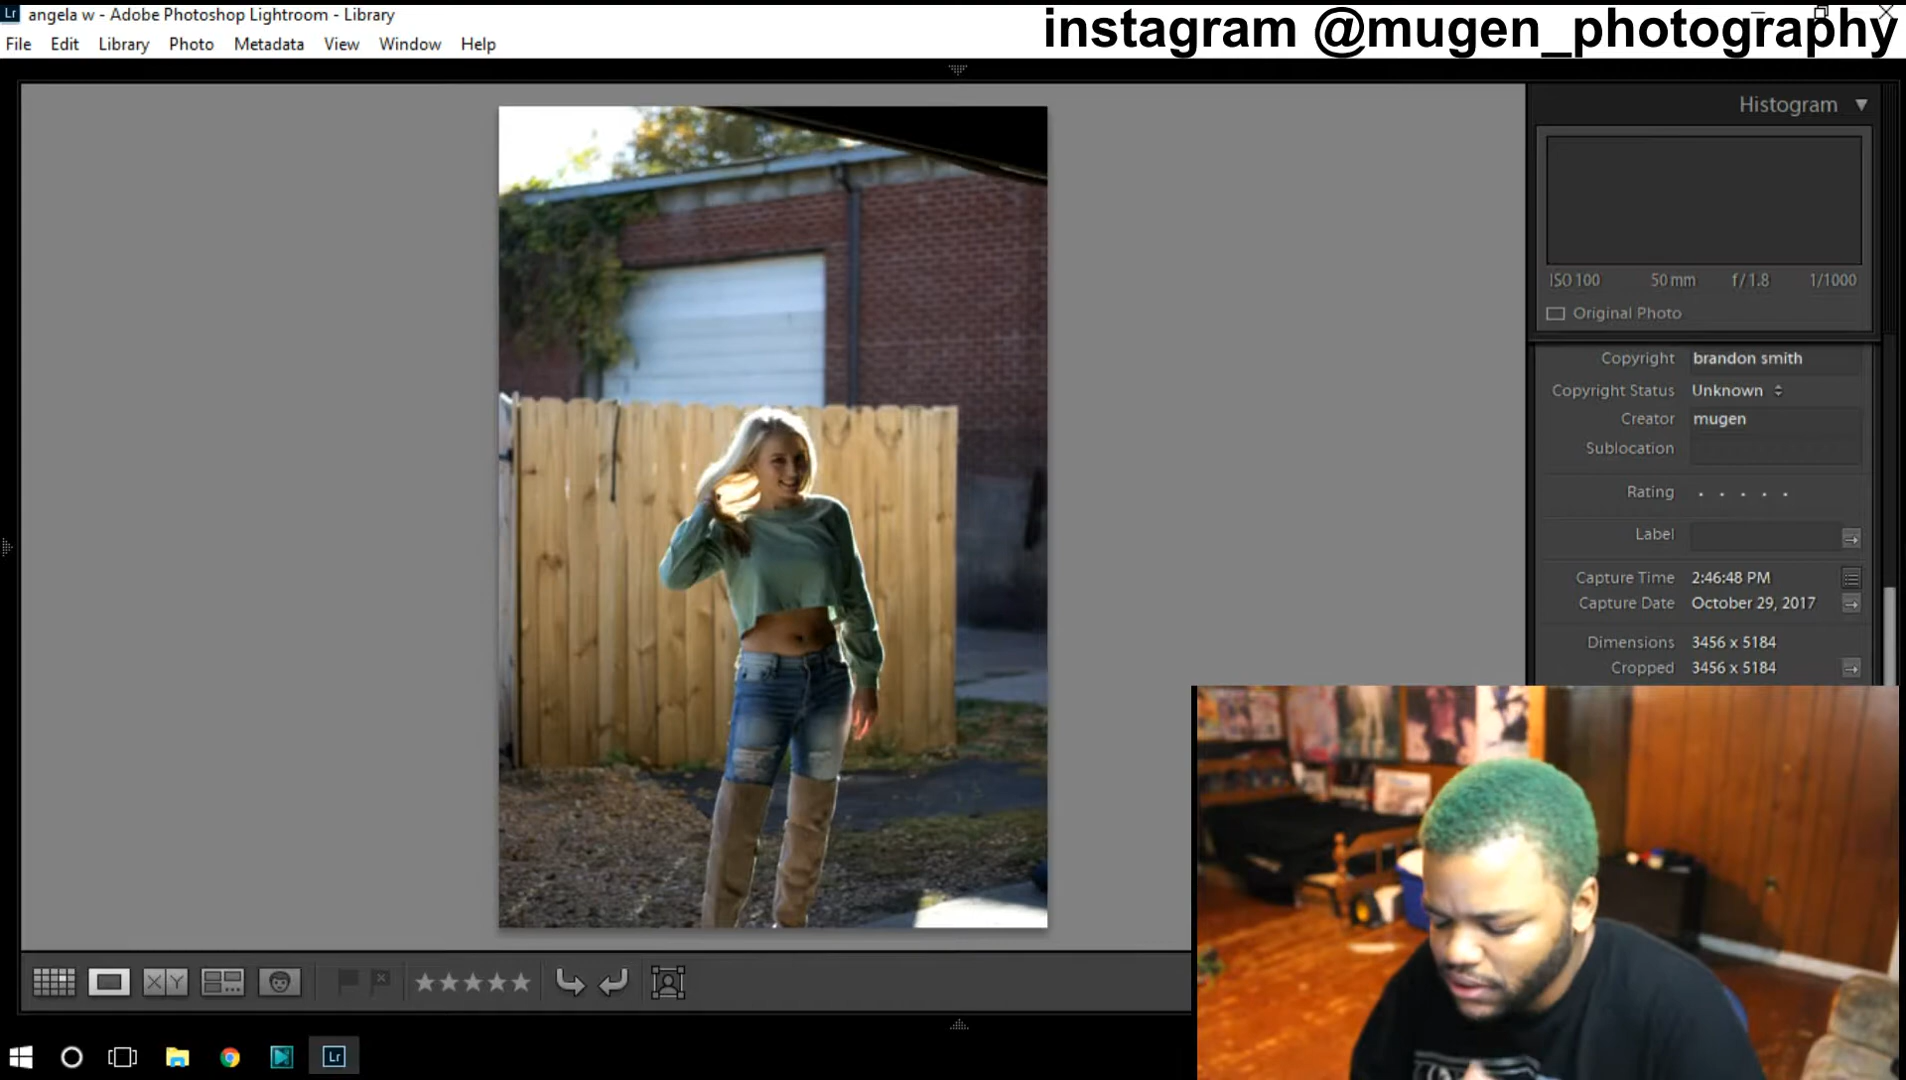 Lr angela w - Adobe Photoshop Lightroom - Library
instagram @mugen_photography
File Edit Library Photo Metadata View Window Help
Histogram
ISO 100 50 mm f/1.8 1/1000
Original Photo
Copyright brandon smith
Copyright Status Unknown
Creator mugen
Sublocation
Rating
Label
Capture Time 2:46:48 PM
Capture Date October 29, 2017
Dimensions 3456 x 5184
Cropped 3456 x 5184
X Y
Lr